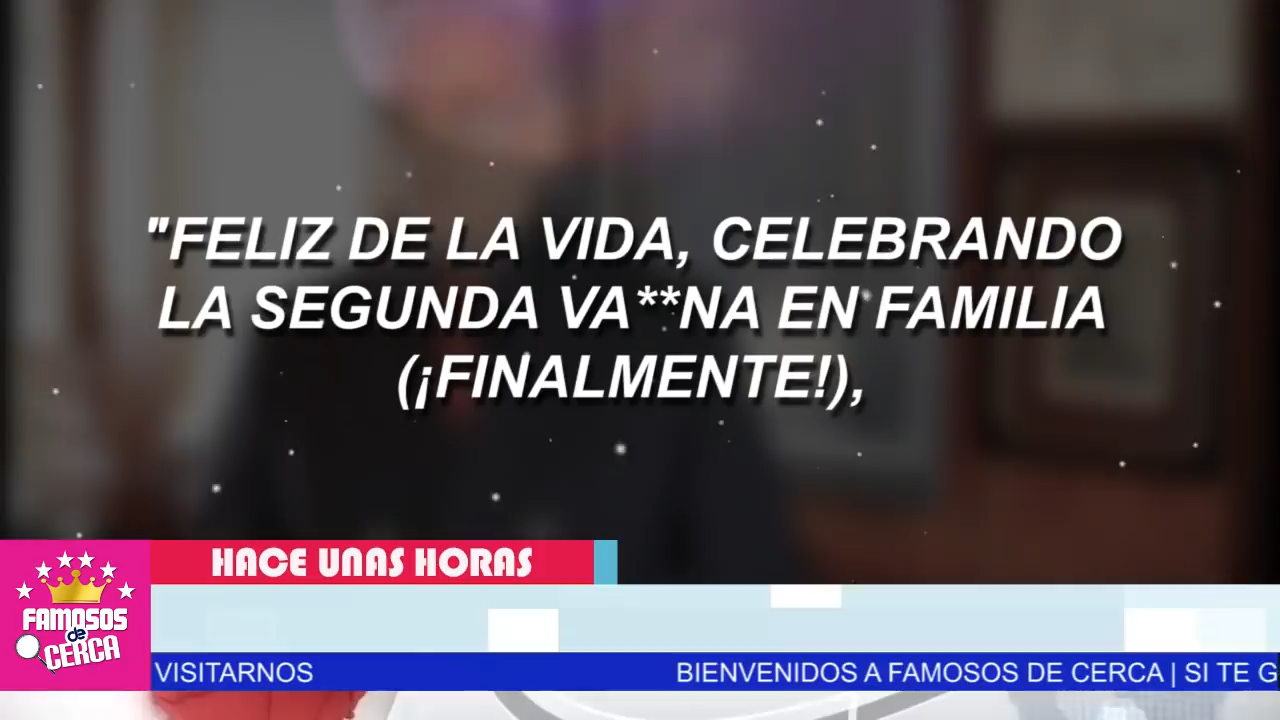 "FELIZ DE LA VIDA, CELEBRANDO
LA SEGUNDA VA**NA EN FAMILIA
(¡FINALMENTE!),
HACE UNAS HORAS
FAMOSOS
de
CERCA
VISITARNOS BIENVENIDOS A FAMOSOS DE CERCA | SI TE G